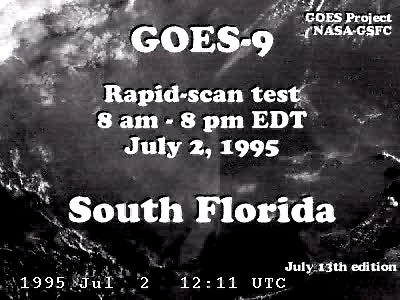 GOES Project
NASA-GSFC
GOES-9
Rapid-scan test
8 am - 8 pm EDT
July 2, 1995
South Florida
July 13th edition
1995 Jul  2  12:11 UTC